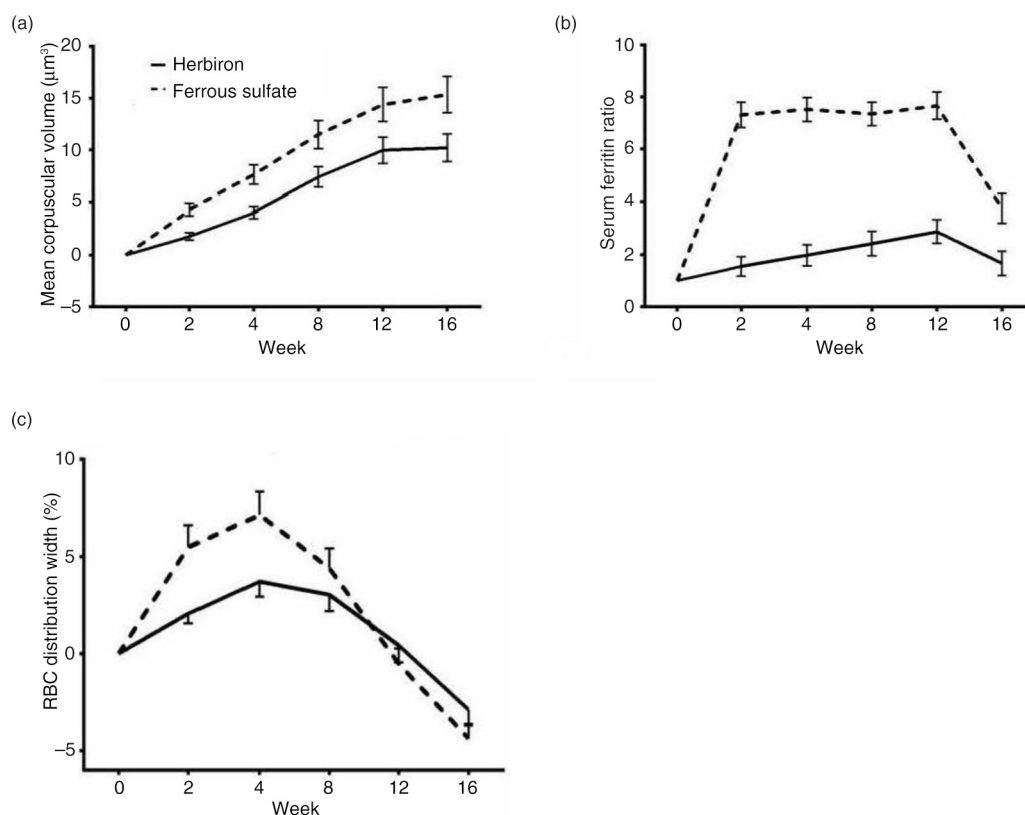 (a)
Mean corpuscular volume (μm³)
20
15
10
5
0
–5
Herbiron
Ferrous sulfate
0 2 4 8 12 16
Week
(b)
Serum ferritin ratio
10
8
6
4
2
0
0 2 4 8 12 16
Week
(c)
RBC distribution width (%)
10
5
0
–5
0 2 4 8 12 16
Week